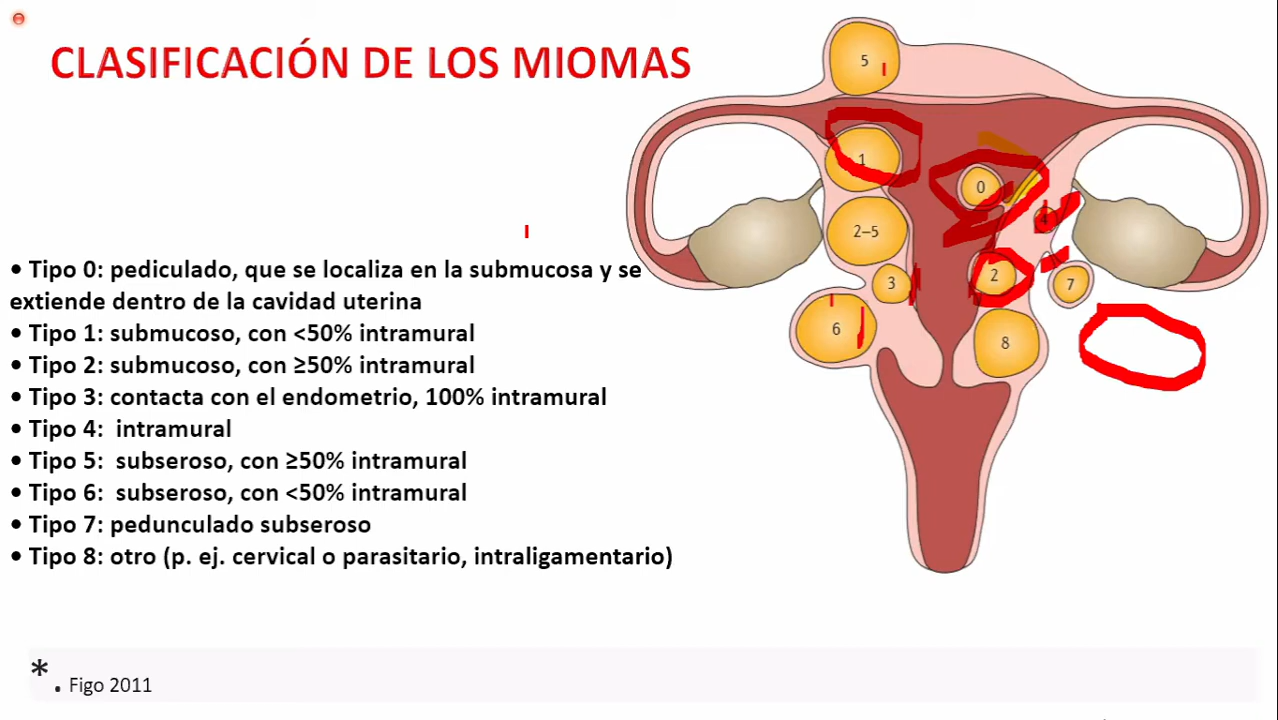 CLASIFICACIÓN DE LOS MIOMAS
• Tipo 0: pediculado, que se localiza en la submucosa y se
extiende dentro de la cavidad uterina
• Tipo 1: submucoso, con <50% intramural
• Tipo 2: submucoso, con ≥50% intramural
• Tipo 3: contacta con el endometrio, 100% intramural
• Tipo 4:  intramural
• Tipo 5:  subseroso, con ≥50% intramural
• Tipo 6:  subseroso, con <50% intramural
• Tipo 7: pedunculado subseroso
• Tipo 8: otro (p. ej. cervical o parasitario, intraligamentario)
5
1
0
4
2–5
2
3
7
6
8
*. Figo 2011